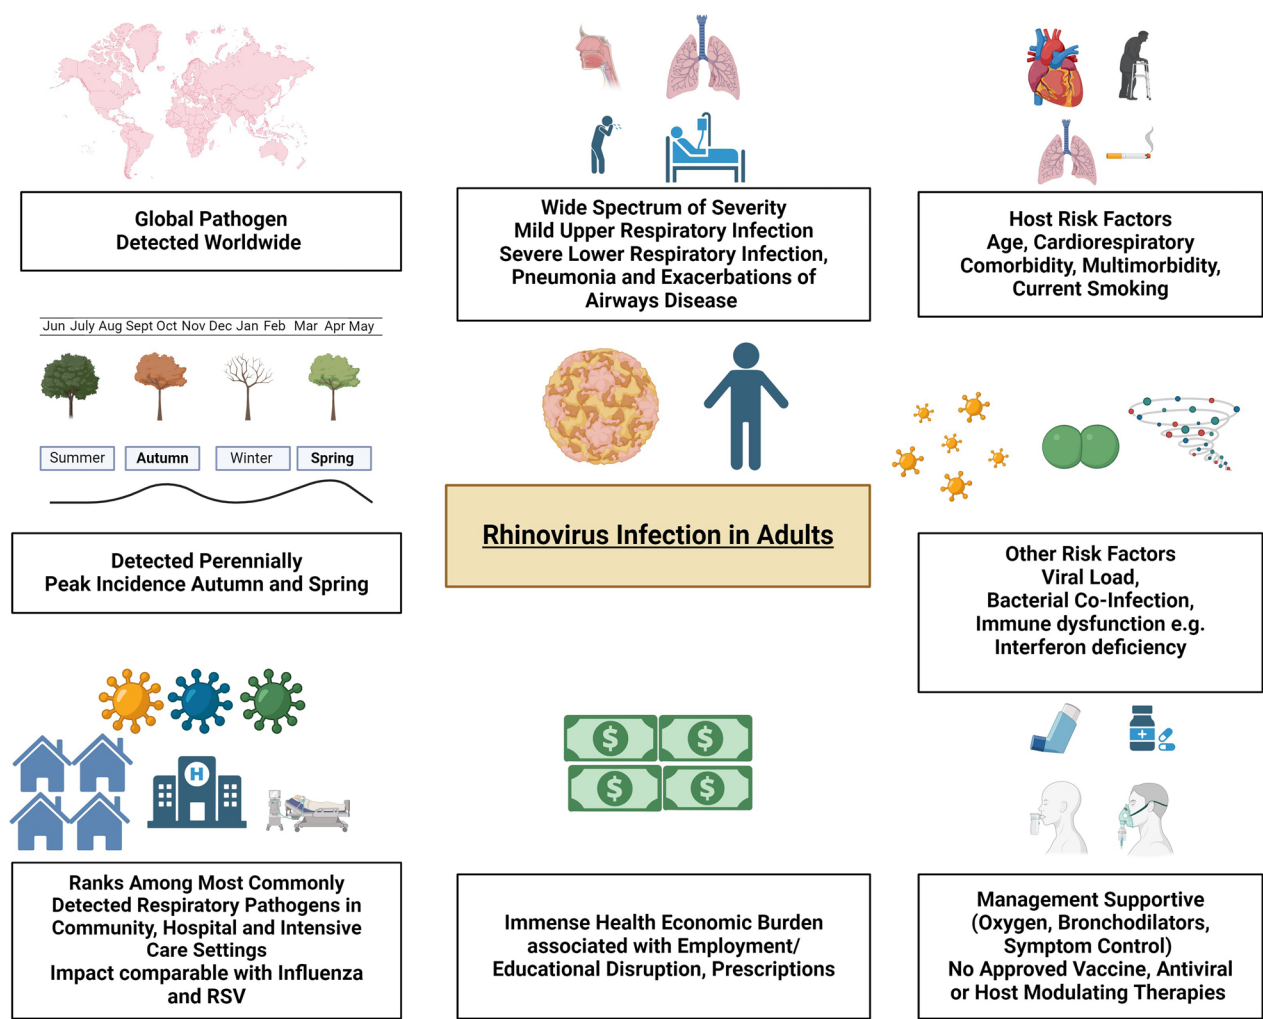 Global Pathogen
Detected Worldwide
Wide Spectrum of Severity
Mild Upper Respiratory Infection
Severe Lower Respiratory Infection,
Pneumonia and Exacerbations of
Airways Disease
Host Risk Factors
Age, Cardiorespiratory
Comorbidity, Multimorbidity,
Current Smoking
Jun July Aug Sept Oct Nov Dec Jan Feb Mar Apr May
Summer Autumn Winter Spring
Detected Perennially
Peak Incidence Autumn and Spring
Rhinovirus Infection in Adults
Other Risk Factors
Viral Load,
Bacterial Co-Infection,
Immune dysfunction e.g.
Interferon deficiency
H
Ranks Among Most Commonly
Detected Respiratory Pathogens in
Community, Hospital and Intensive
Care Settings
Impact comparable with Influenza
and RSV
$ $
$ $
Immense Health Economic Burden
associated with Employment/
Educational Disruption, Prescriptions
Management Supportive
(Oxygen, Bronchodilators,
Symptom Control)
No Approved Vaccine, Antiviral
or Host Modulating Therapies